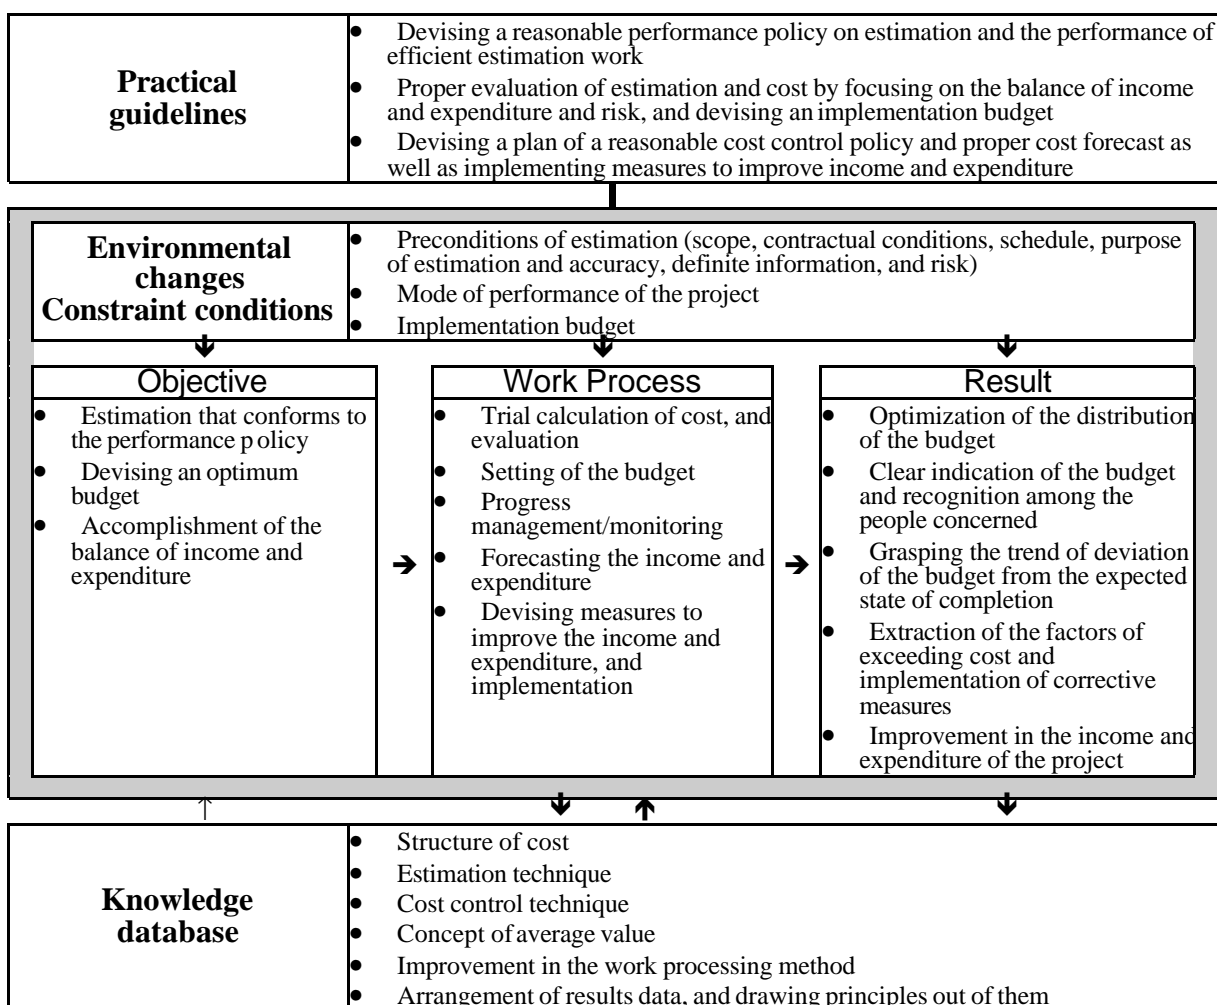 Practical
guidelines
● Devising a reasonable performance policy on estimation and the performance of
efficient estimation work
● Proper evaluation of estimation and cost by focusing on the balance of income
and expenditure and risk, and devising an implementation budget
● Devising a plan of a reasonable cost control policy and proper cost forecast as
well as implementing measures to improve income and expenditure
Environmental
changes
Constraint conditions
● Preconditions of estimation (scope, contractual conditions, schedule, purpose
of estimation and accuracy, definite information, and risk)
● Mode of performance of the project
● Implementation budget
Objective
● Estimation that conforms to
the performance p olicy
● Devising an optimum
budget
● Accomplishment of the
balance of income and
expenditure
Work Process
● Trial calculation of cost, and
evaluation
● Setting of the budget
● Progress
management/monitoring
● Forecasting the income and
expenditure
● Devising measures to
improve the income and
expenditure, and
implementation
Result
● Optimization of the distribution
of the budget
● Clear indication of the budget
and recognition among the
people concerned
● Grasping the trend of deviation
of the budget from the expected
state of completion
● Extraction of the factors of
exceeding cost and
implementation of corrective
measures
● Improvement in the income and
expenditure of the project
Knowledge
database
● Structure of cost
● Estimation technique
● Cost control technique
● Concept of average value
● Improvement in the work processing method
● Arrangement of results data, and drawing principles out of them